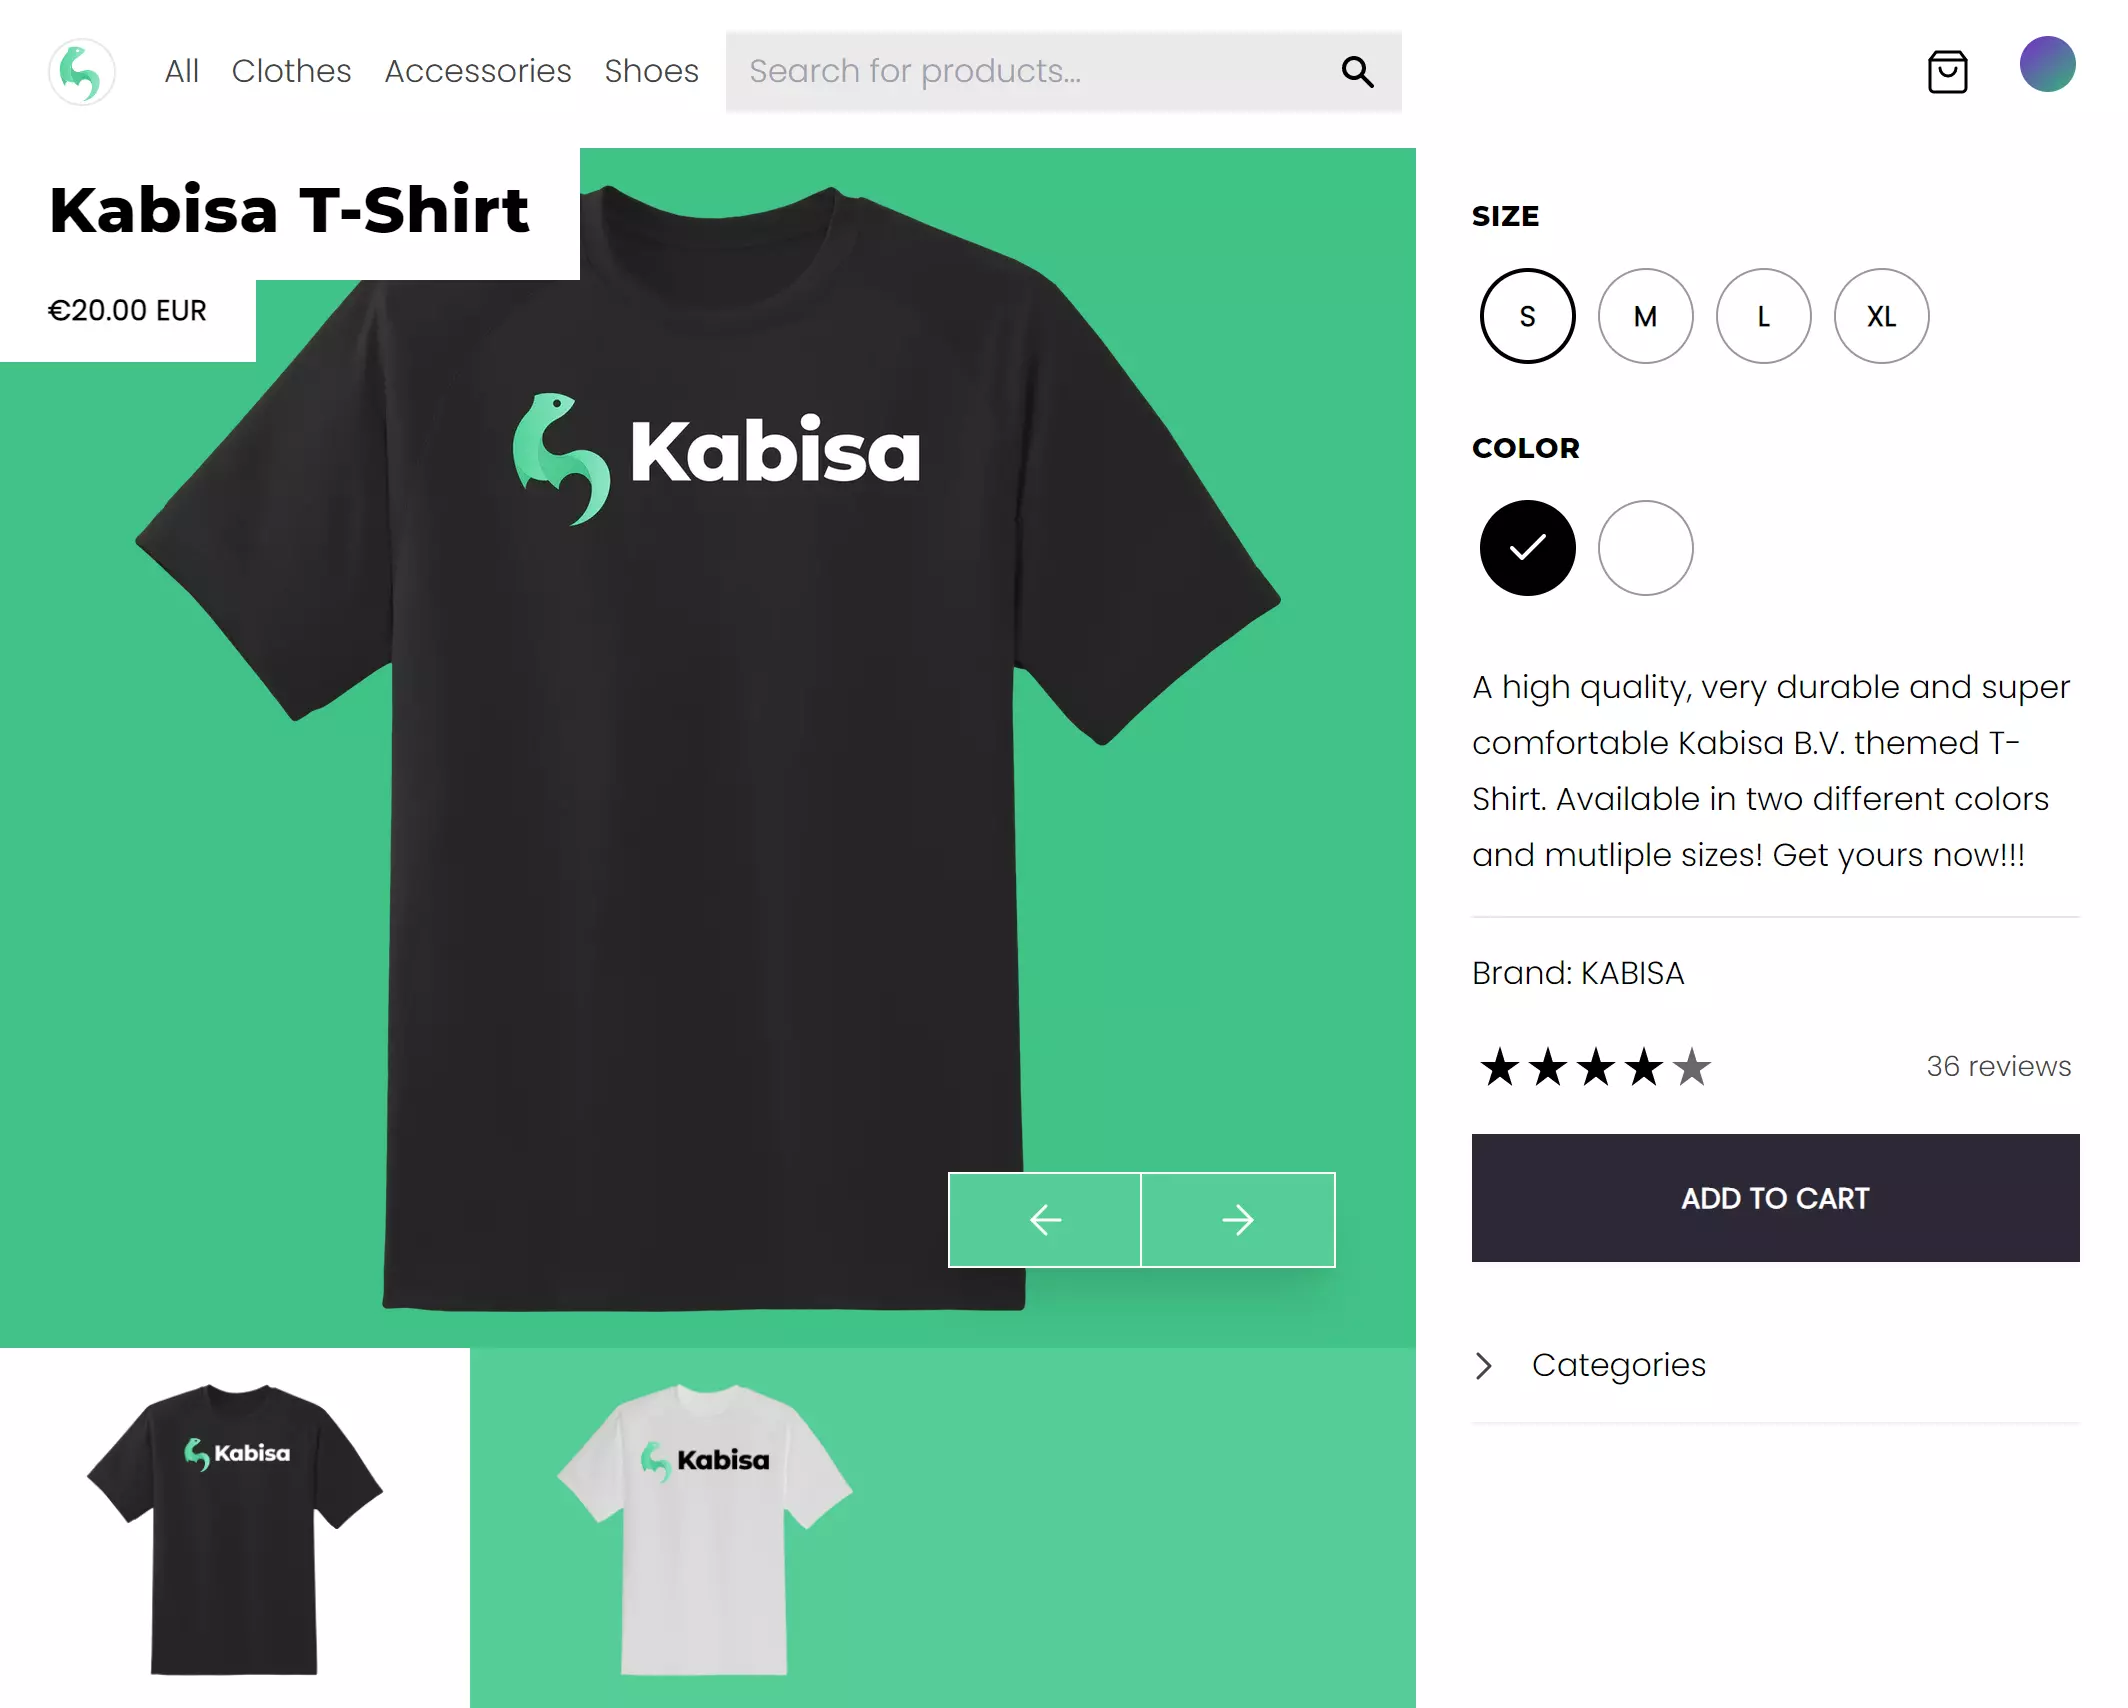 All Clothes Accessories Shoes Search for products...
Kabisa T-Shirt
€20.00 EUR
Kabisa
Kabisa
Kabisa
SIZE
S M L XL
COLOR
A high quality, very durable and super
comfortable Kabisa B.V. themed T-
Shirt. Available in two different colors
and mutliple sizes! Get yours now!!!
Brand: KABISA
36 reviews
ADD TO CART
Categories